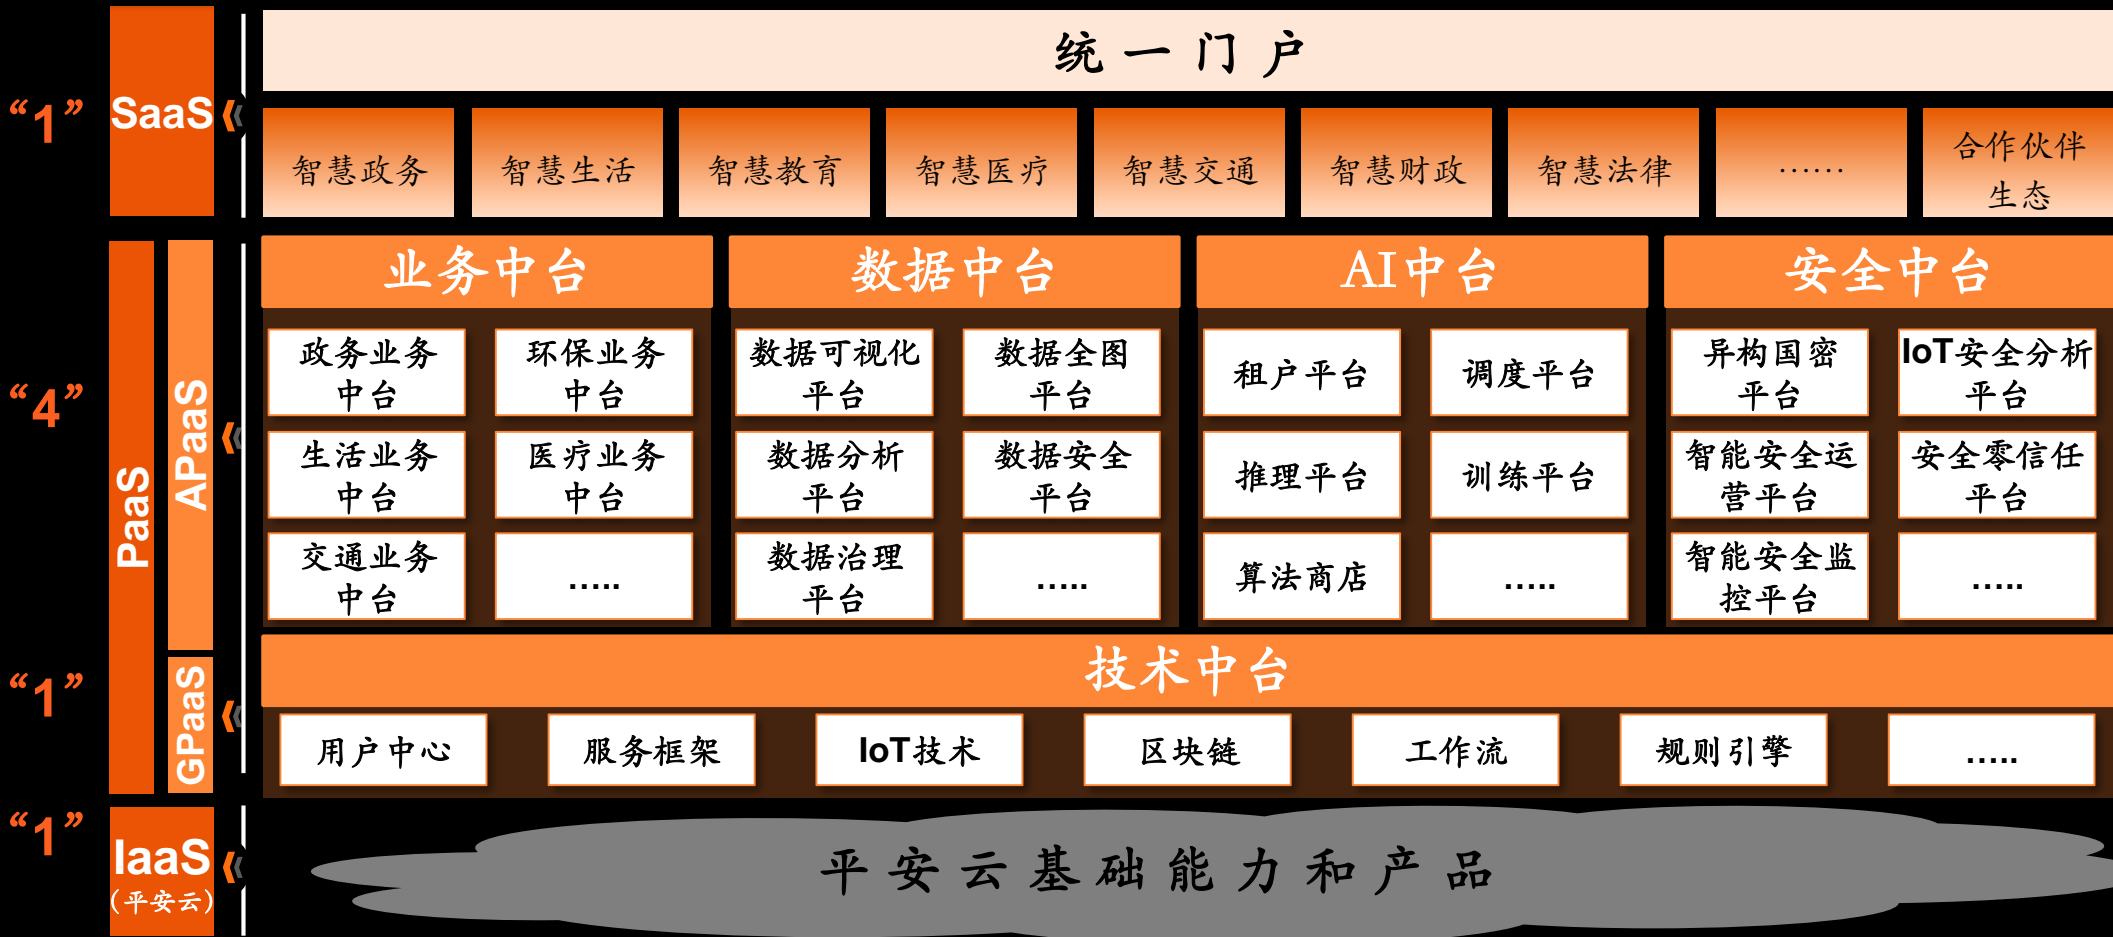 统一门户
“1”
SaaS
智慧政务
智慧生活
智慧教育
智慧医疗
智慧交通
智慧财政
智慧法律
......
合作伙伴
生态
业务中台
数据中台
AI中台
安全中台
“4”
PaaS
APaaS
政务业务
中台
环保业务
中台
数据可视化
平台
数据全图
平台
租户平台
调度平台
异构国密
平台
IoT安全分析
平台
生活业务
中台
医疗业务
中台
数据分析
平台
数据安全
平台
推理平台
训练平台
智能安全运
营平台
安全零信任
平台
交通业务
中台
.....
数据治理
平台
.....
算法商店
.....
智能安全监
控平台
.....
“1”
GPaaS
技术中台
用户中心
服务框架
IoT技术
区块链
工作流
规则引擎
.....
“1”
IaaS
(平安云)
平安云基础能力和产品